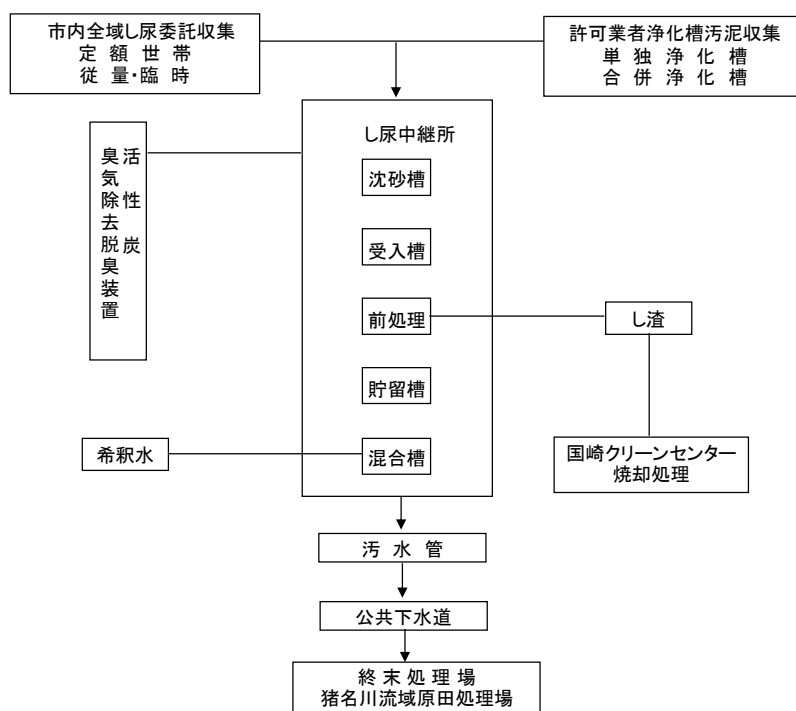 市内全域し尿委託収集
定額世帯
従量・臨時
許可業者浄化槽汚泥収集
単独浄化槽
合併浄化槽
し尿中継所
活性炭
臭気除去脱臭装置
沈砂槽
受入槽
前処理
し渣
貯留槽
希釈水
混合槽
国崎クリーンセンター
焼却処理
汚水管
公共下水道
終末処理場
猪名川流域原田処理場